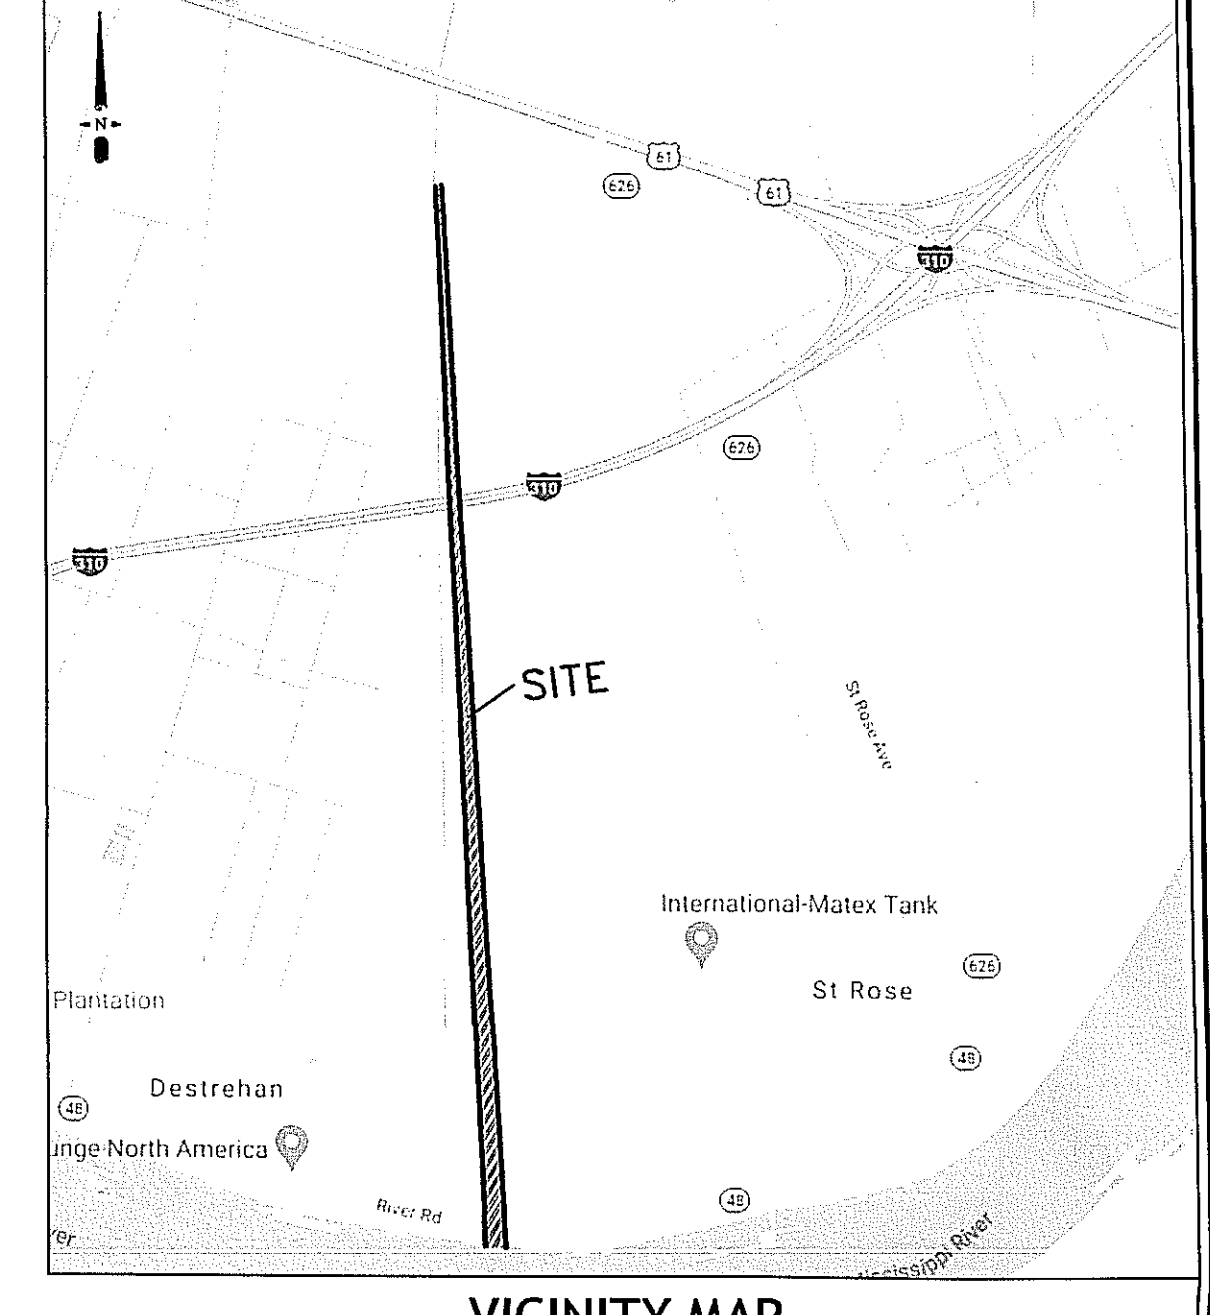 N
61
626
61
310
626
310
310
SITE
St Rose Ave
International-Matex Tank
626
St Rose
Plantation
48
Destrehan
48
unge North America
River Rd
48
er
Mississippi River
VICINITY MAP